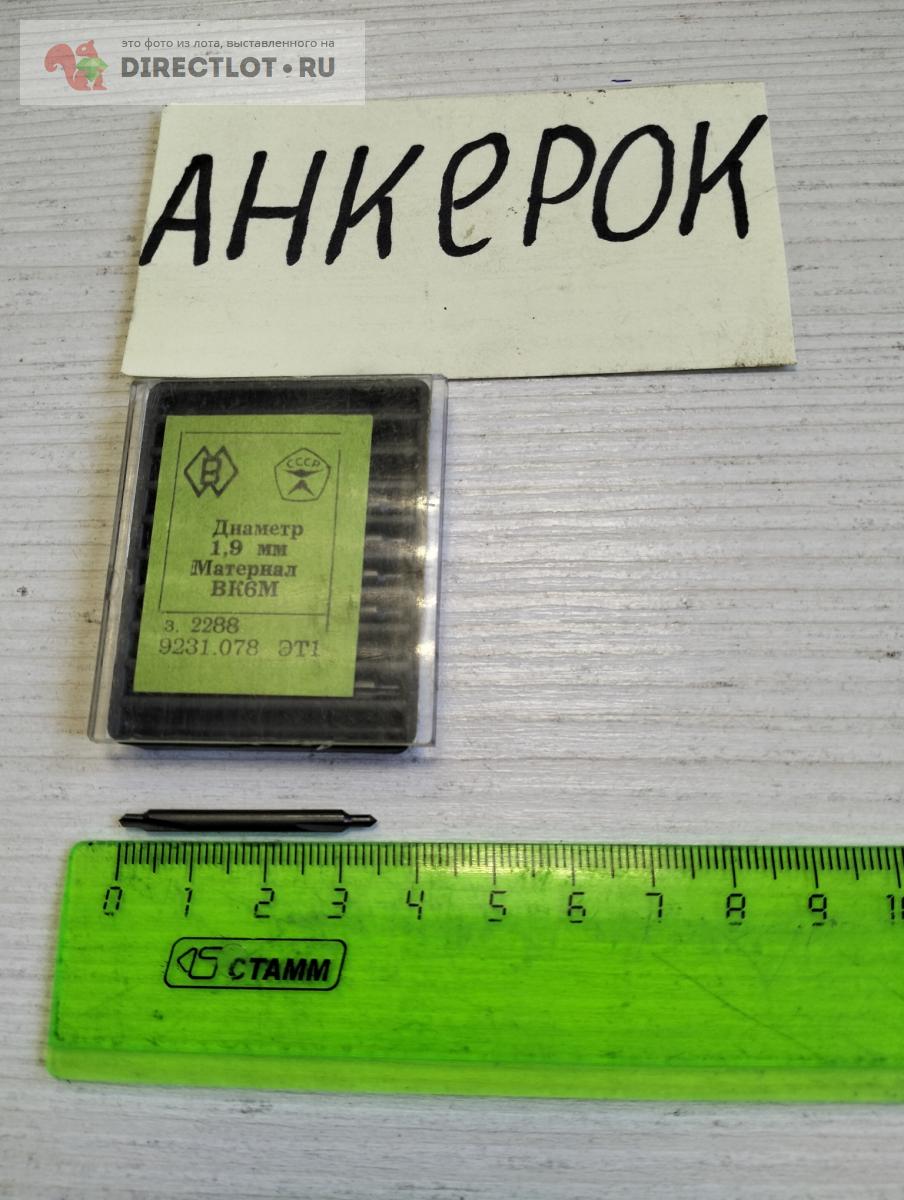 это фото из лота, выставленного на
DIRECTLOT•RU
АНКеРОК
СССР
Диаметр
1,9 мм
Материал
ВК6М
з. 2288
9231.078 ЭТ1
0 1 2 3 4 5 6 7 8 9 10
СТАММ